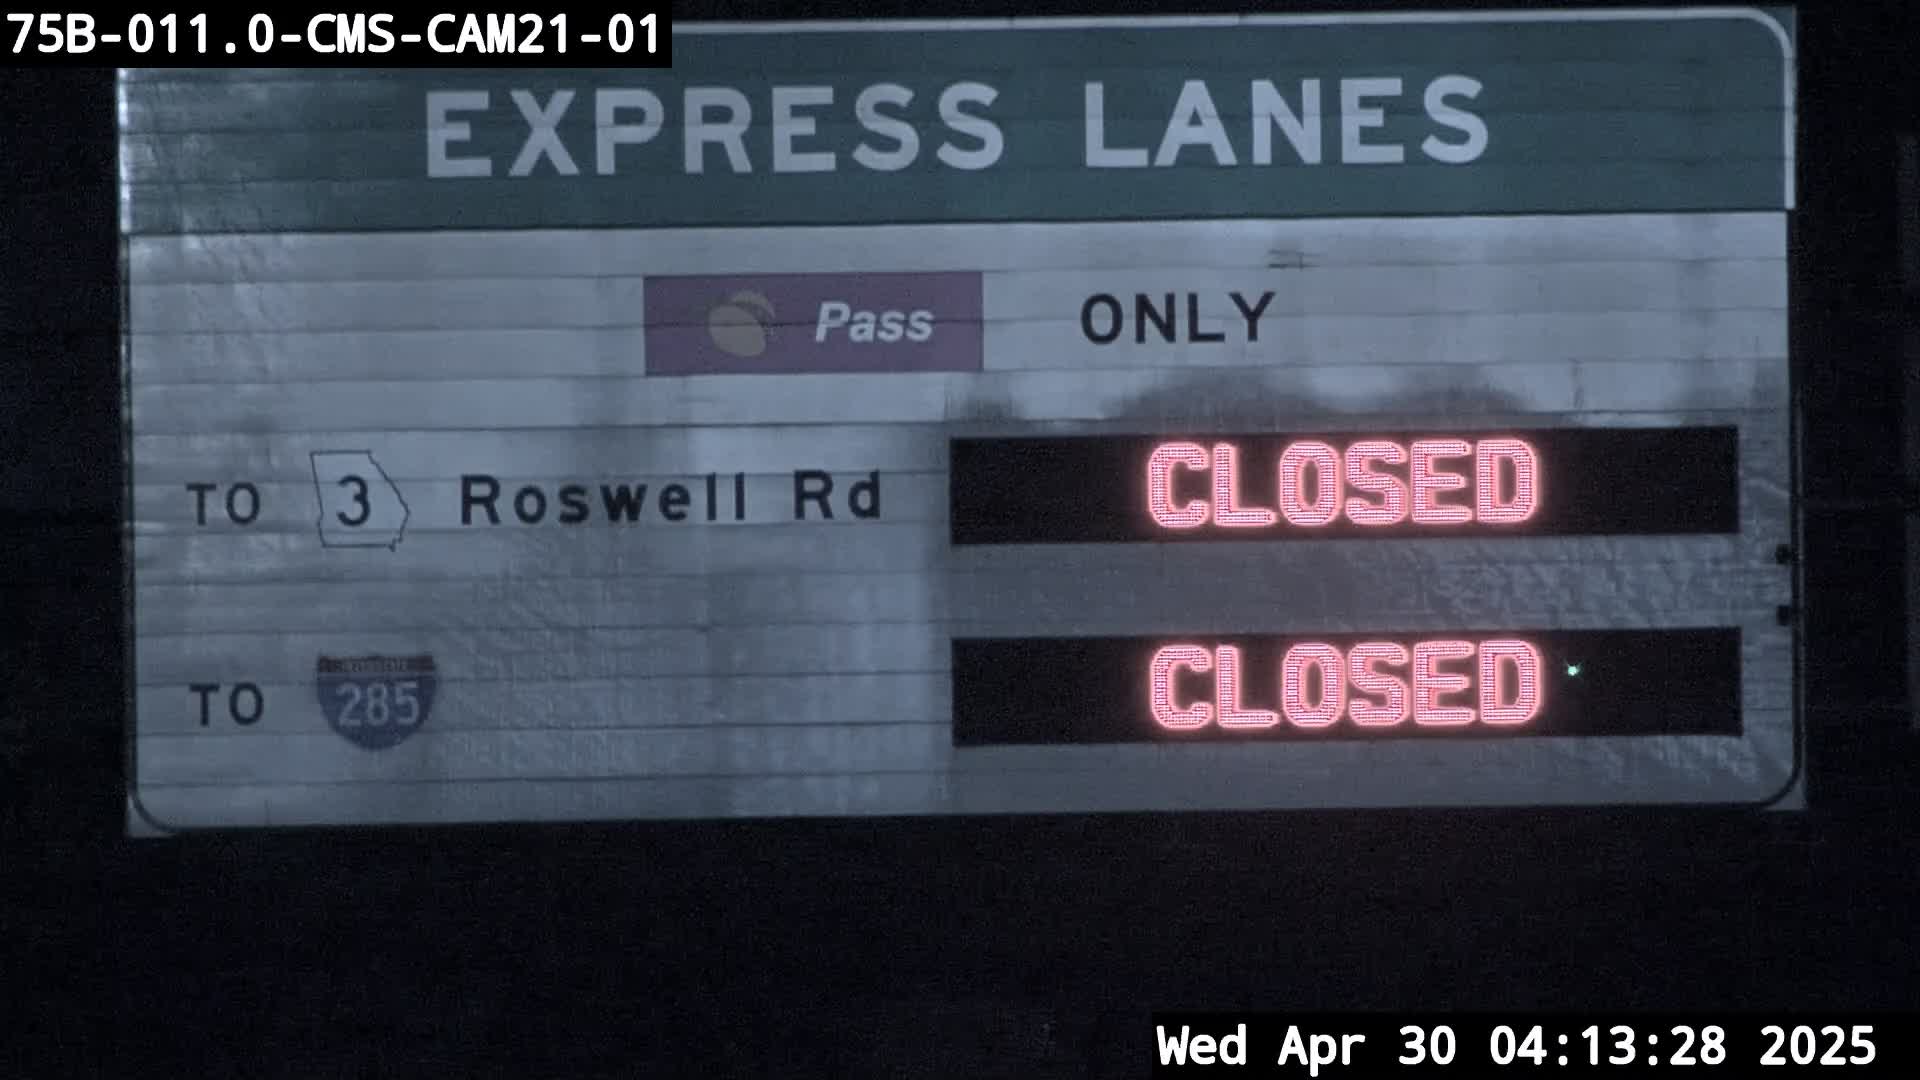 75B-011.0-CMS-CAM21-01
EXPRESS LANES
Pass ONLY
TO 3 Roswell Rd CLOSED
TO 285 CLOSED
Wed Apr 30 04:13:28 2025